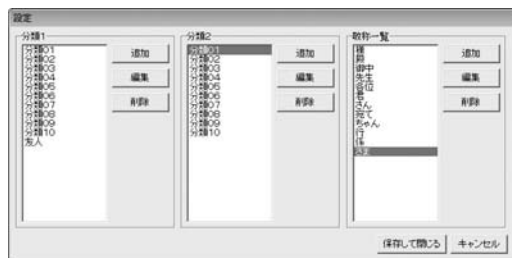 設定
分類1
分類01
分類02
分類03
分類04
分類05
分類06
分類07
分類08
分類09
分類10
友人
追加
編集
削除
分類2
分類01
分類02
分類03
分類04
分類05
分類06
分類07
分類08
分類09
分類10
追加
編集
削除
敬称一覧
様
殿
御中
先生
各位
君
さん
宛て
ちゃん
行
係
追加
編集
削除
保存して閉じる
キャンセル